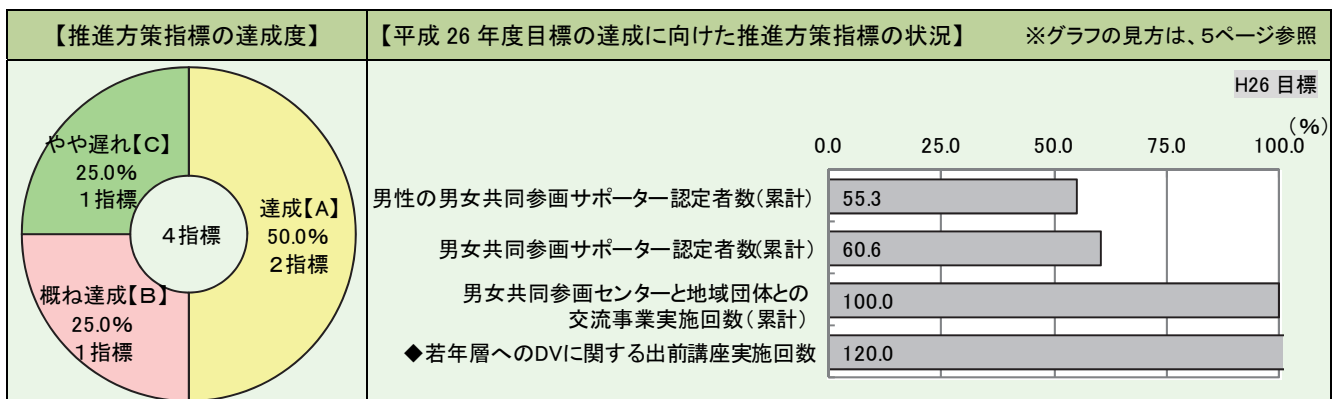 【推進方策指標の達成度】
【平成 26 年度目標の達成に向けた推進方策指標の状況】 ※グラフの見方は、5ページ参照
やや遅れ【C】
25.0%
1指標
達成【A】
50.0%
2指標
4指標
概ね達成【B】
25.0%
1指標
H26 目標
(%)
0.0 25.0 50.0 75.0 100.0
男性の男女共同参画サポーター認定者数(累計) 55.3
男女共同参画サポーター認定者数(累計) 60.6
男女共同参画センターと地域団体との
交流事業実施回数(累計) 100.0
◆若年層へのDVに関する出前講座実施回数 120.0